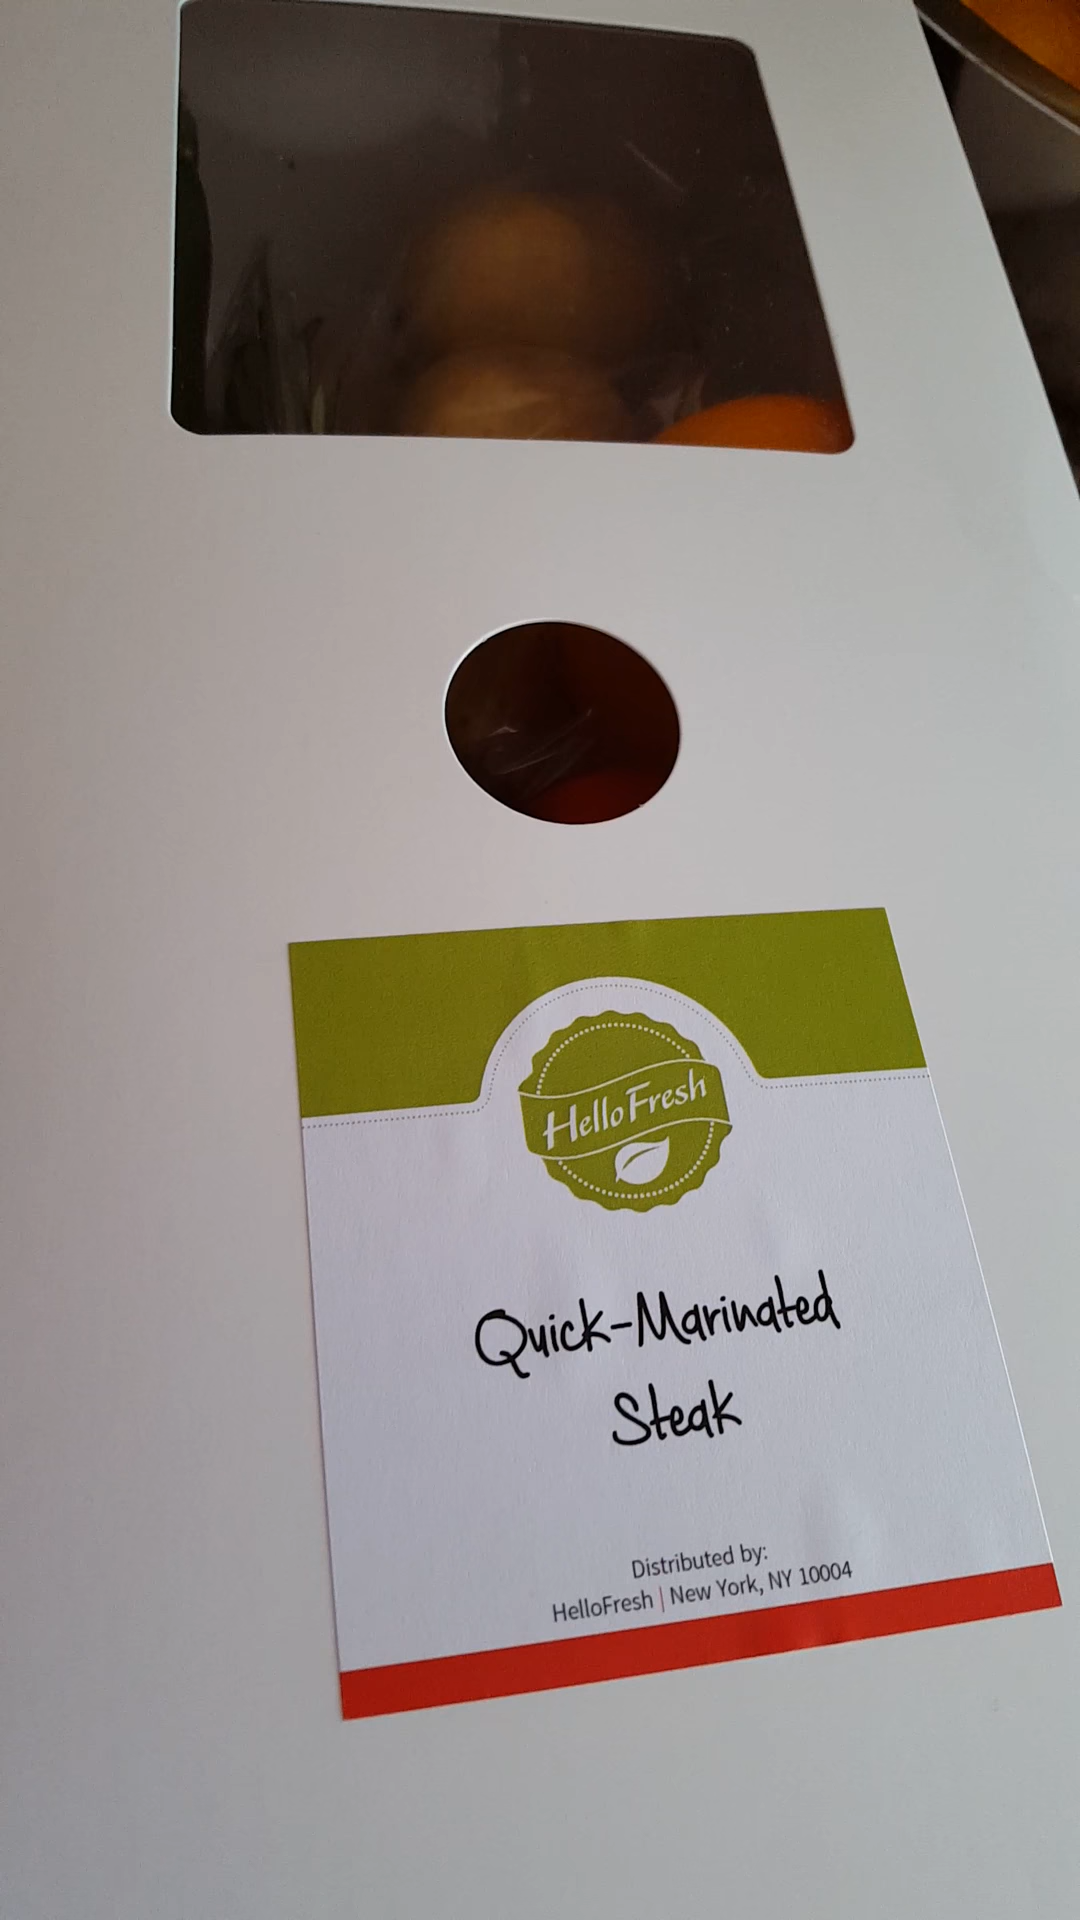 HelloFresh
Quick-Marinated
Steak
Distributed by:
HelloFresh | New York, NY 10004